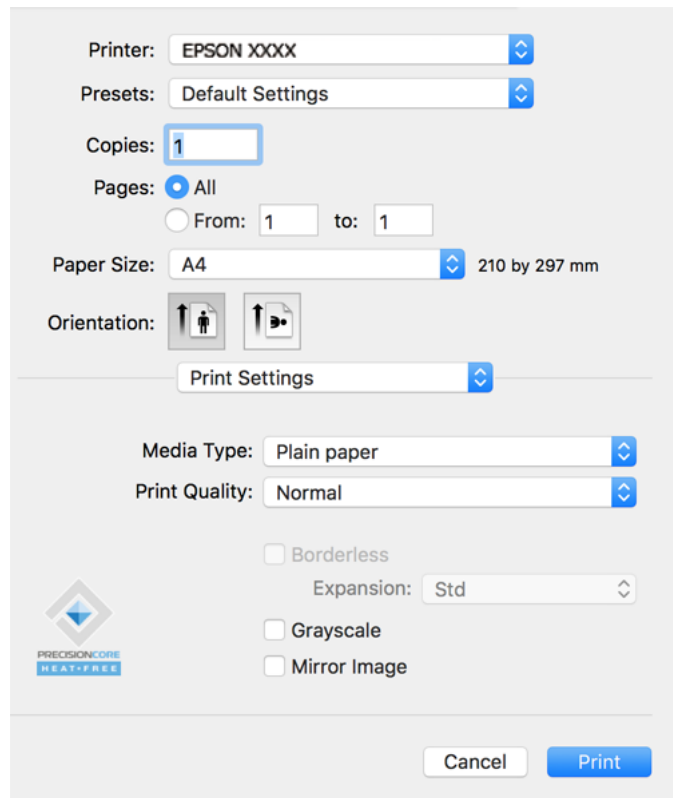 Printer: EPSON XXXX
Presets: Default Settings
Copies: 1
Pages: All
From: 1 to: 1
Paper Size: A4 210 by 297 mm
Orientation:
Print Settings
Media Type: Plain paper
Print Quality: Normal
Borderless
Expansion: Std
Grayscale
Mirror Image
PRECISIONCORE
HEAT•FREE
Cancel Print